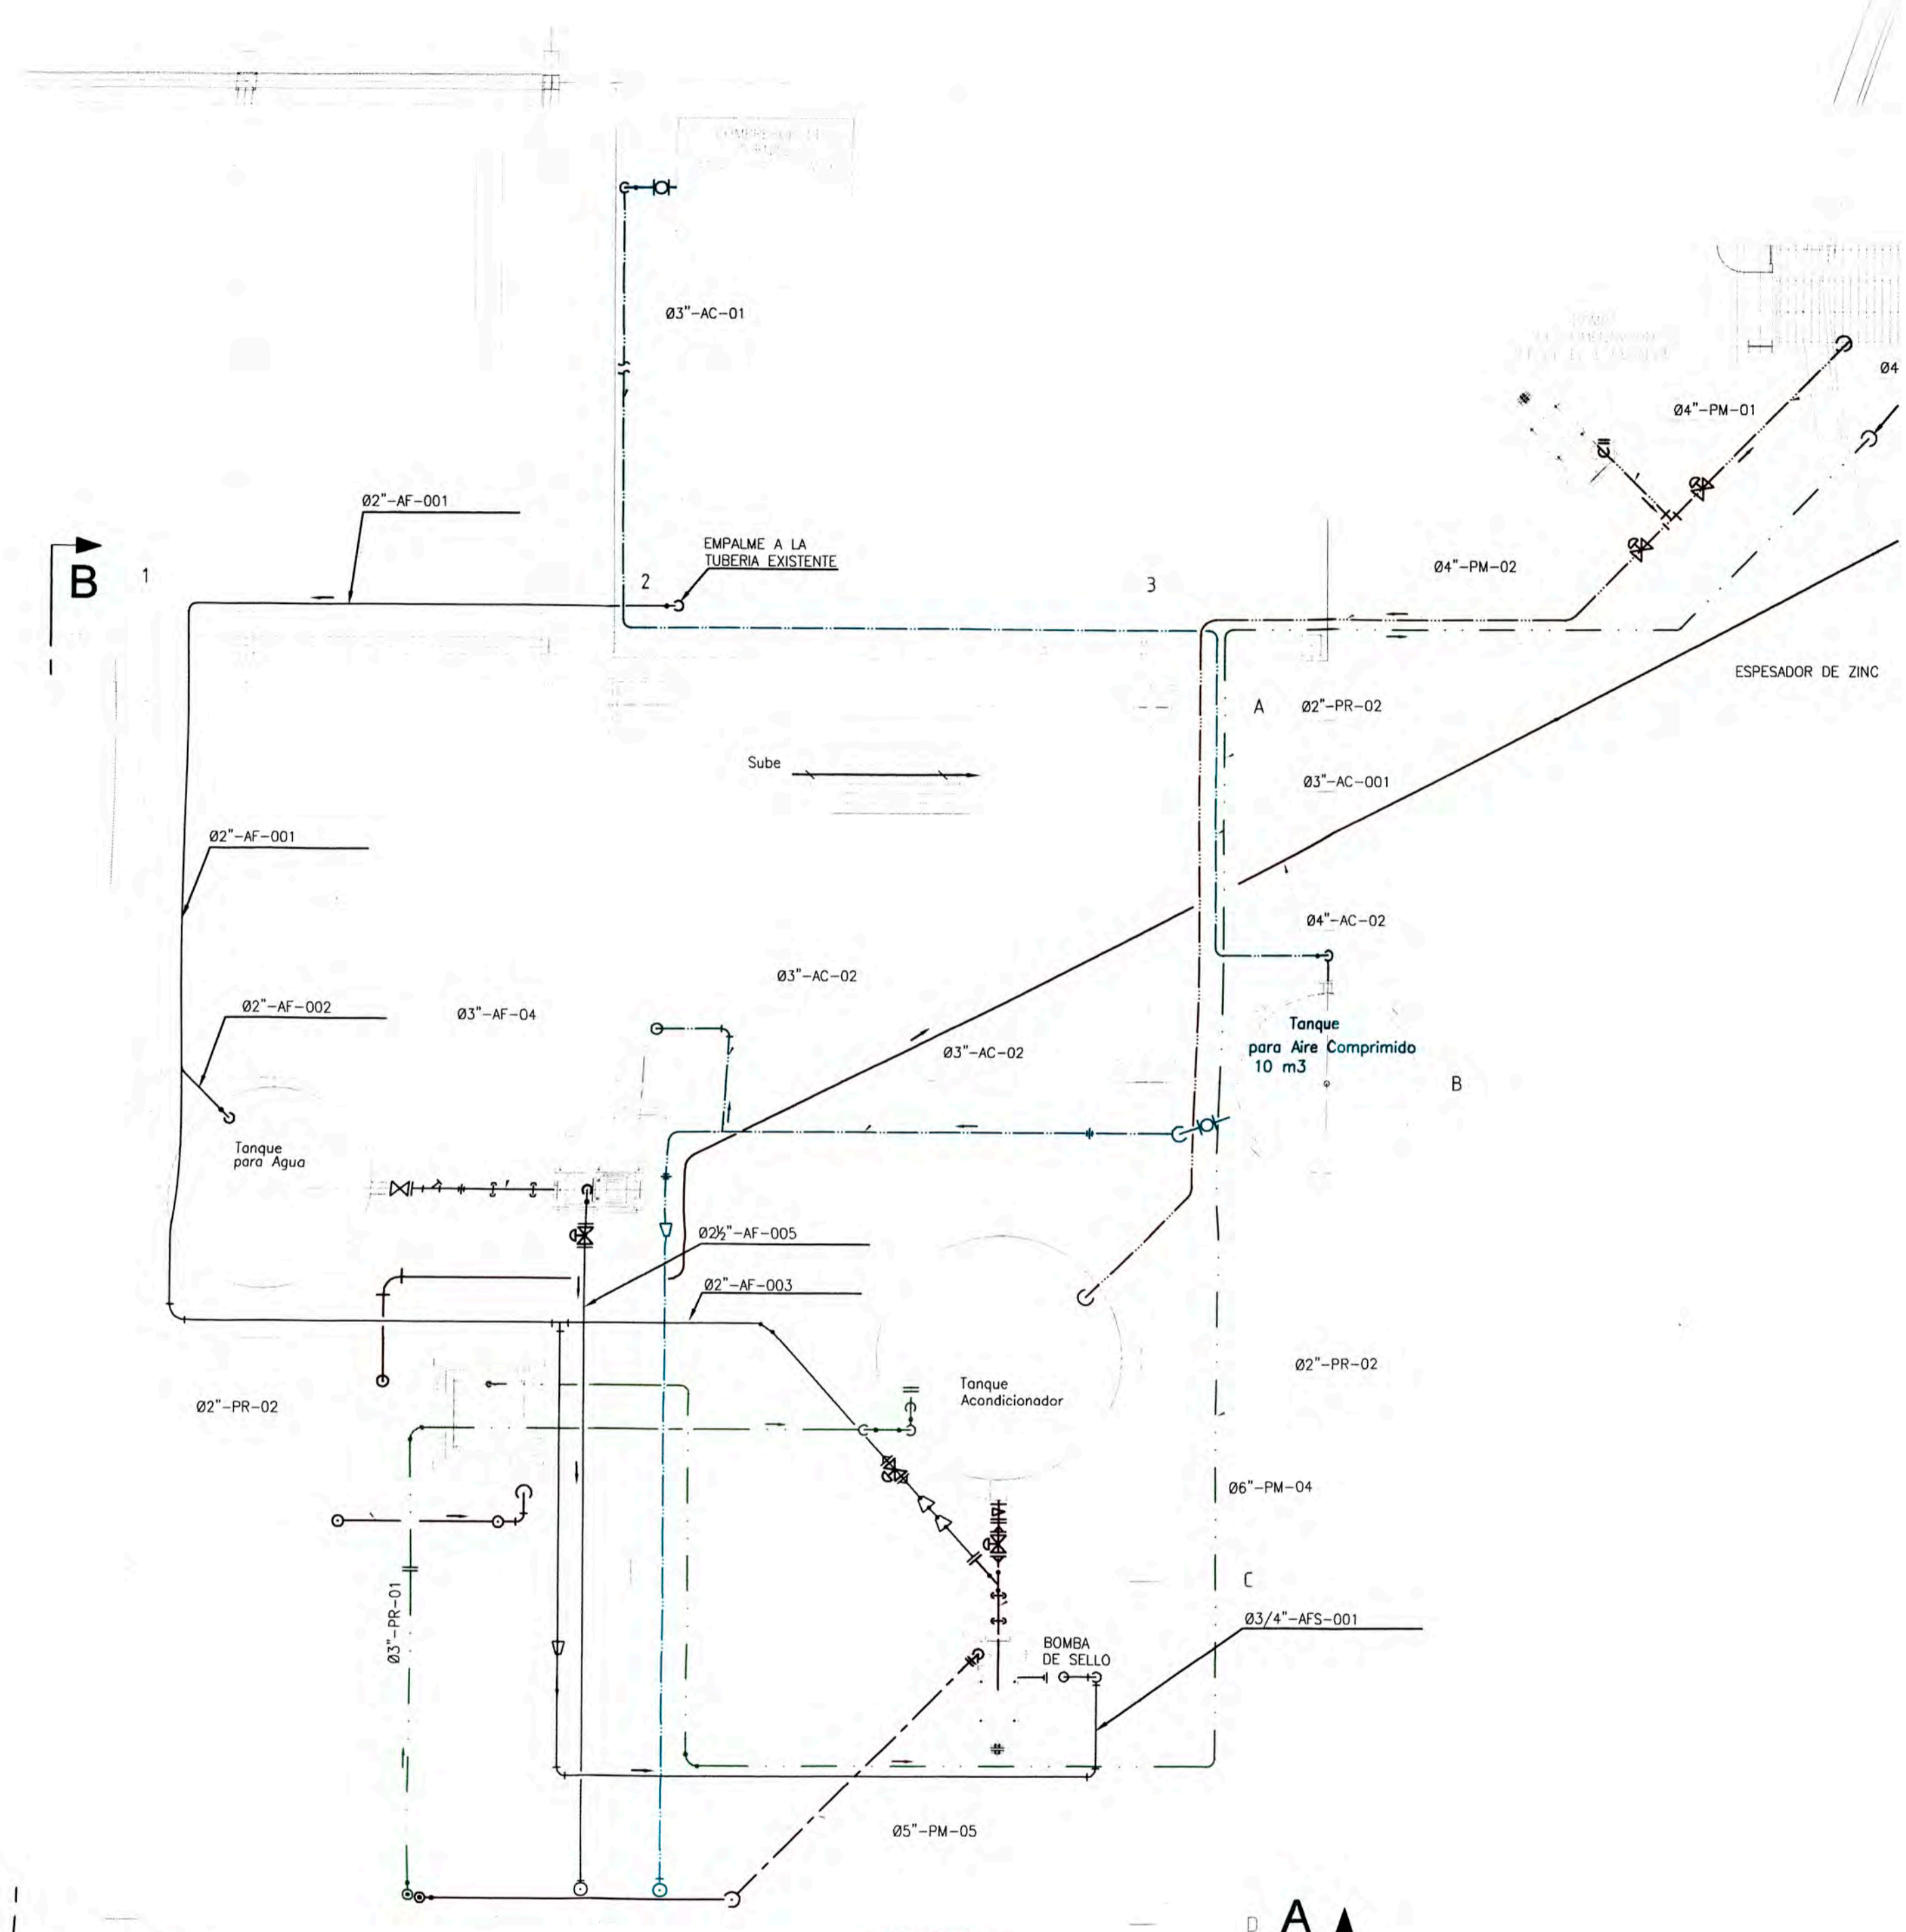 Ø3"-AC-01
Ø4
Ø4"-PM-01
Ø2"-AF-001
EMPALME A LA
TUBERIA EXISTENTE
B
1
2
3
Ø4"-PM-02
ESPESADOR DE ZINC
A
Ø2"-PR-02
Sube
Ø3"-AC-001
Ø2"-AF-001
Ø4"-AC-02
Ø3"-AC-02
Ø2"-AF-002
Ø3"-AF-04
Tanque
para Aire Comprimido
10 m3
Ø3"-AC-02
B
Tanque
para Agua
Ø2½"-AF-005
Ø2"-AF-003
Ø2"-PR-02
Tanque
Acondicionador
Ø2"-PR-02
Ø6"-PM-04
C
Ø3"-PR-01
Ø3/4"-AFS-001
BOMBA
DE SELLO
Ø5"-PM-05
D
A